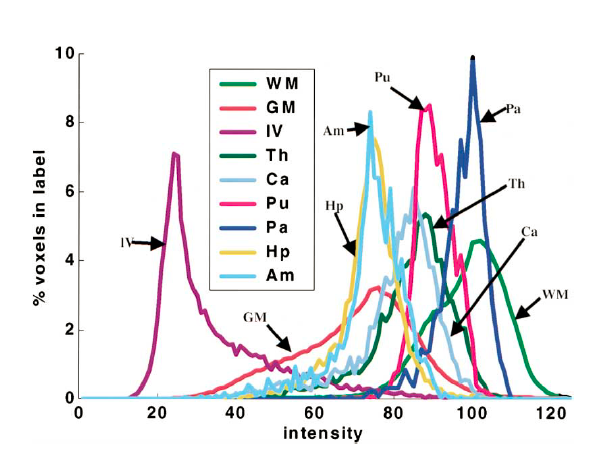 10
8
6
4
2
0
% voxels in label
0 20 40 60 80 100 120
intensity
WM
GM
IV
Th
Ca
Pu
Pa
Hp
Am
Pu
Pa
Am
Th
Hp
Ca
IV
WM
GM